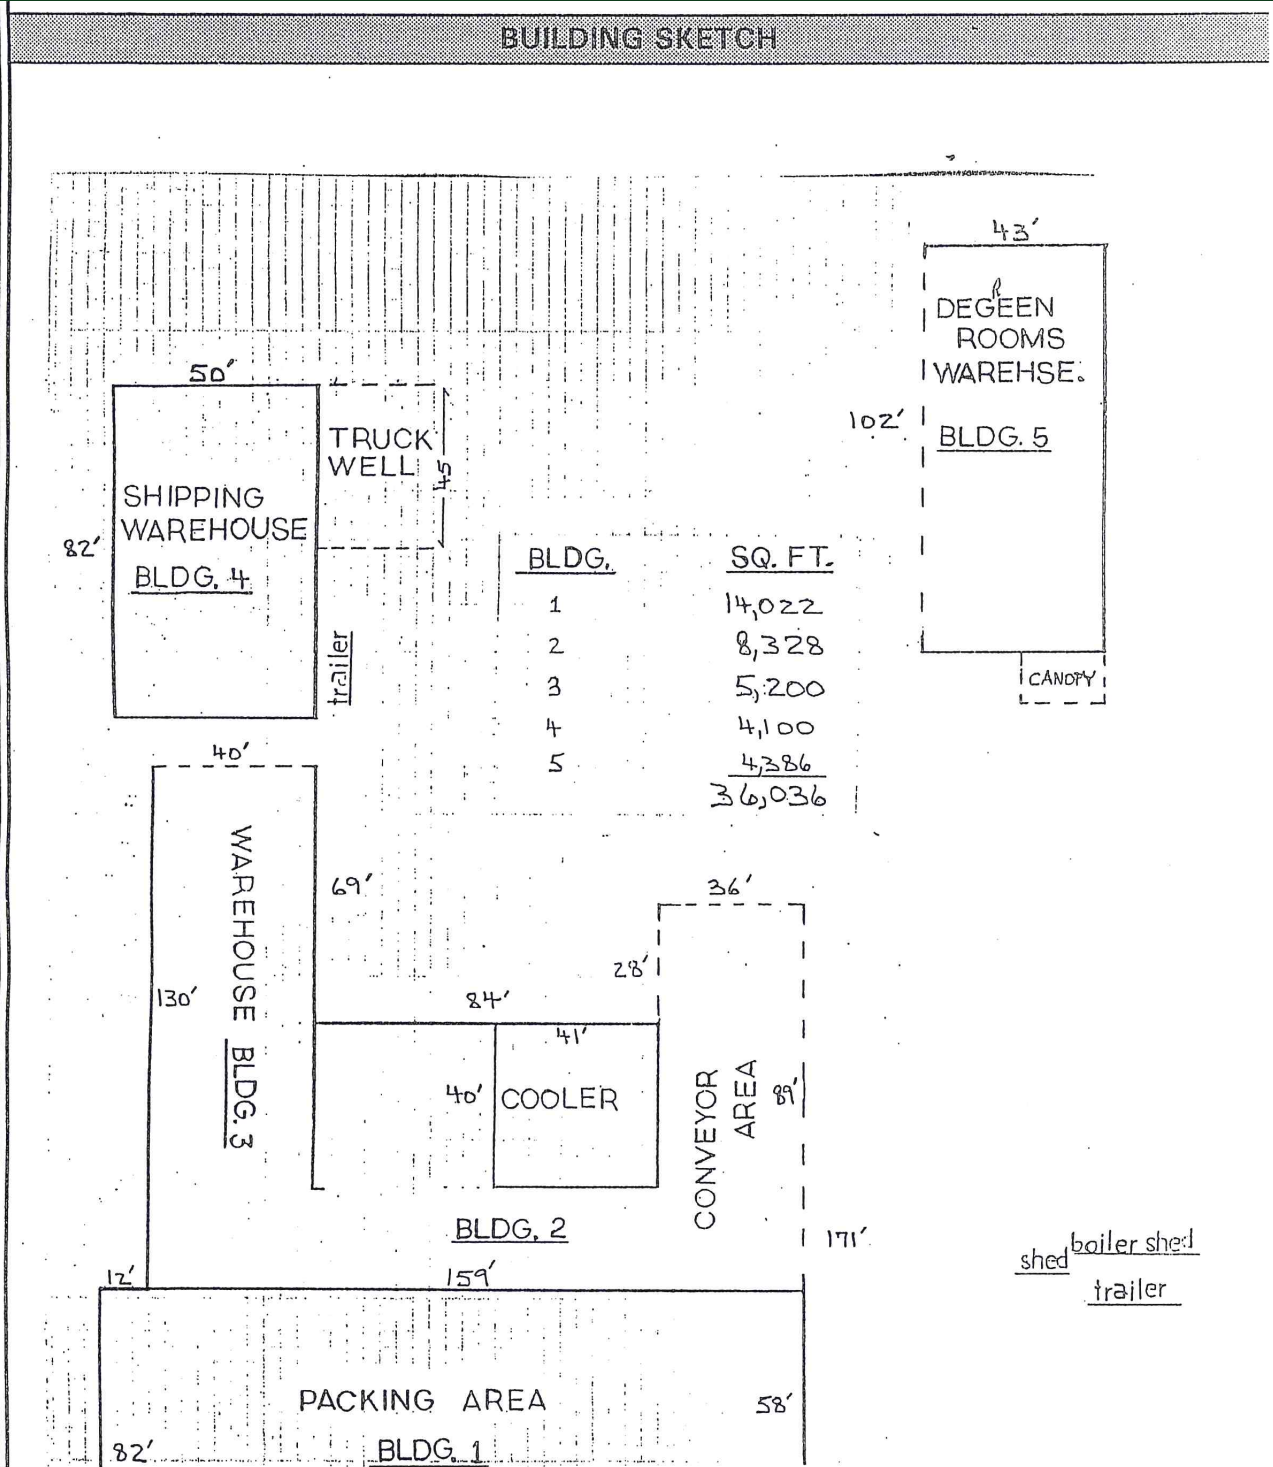 BUILDING SKETCH
43'
DEGREEN
ROOMS
WAREHSE.
102'
BLDG. 5
CANOPY
50'
TRUCK
WELL
45
SHIPPING
WAREHOUSE
82'
BLDG. 4
trailer
BLDG. SQ. FT.
1 14,022
2 8,328
3 5,200
4 4,100
5 4,386
36,036
40'
WAREHOUSE BLDG. 3
69'
130'
36'
28'
84'
41'
40' COOLER
CONVEYOR
AREA
89'
BLDG. 2
171'
shed boiler shed
trailer
12'
159'
PACKING AREA
58'
82'
BLDG. 1